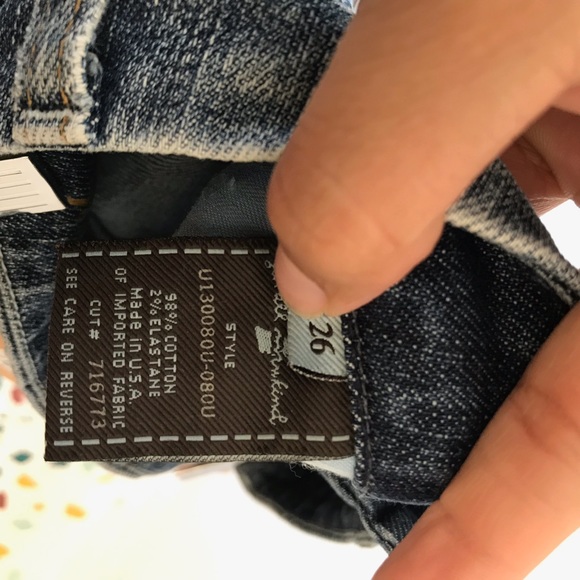 26
mankind
STYLE
U130080U-080U
98% COTTON
2% ELASTANE
Made in U.S.A.
OF IMPORTED FABRIC
CUT# 716773
SEE CARE ON REVERSE